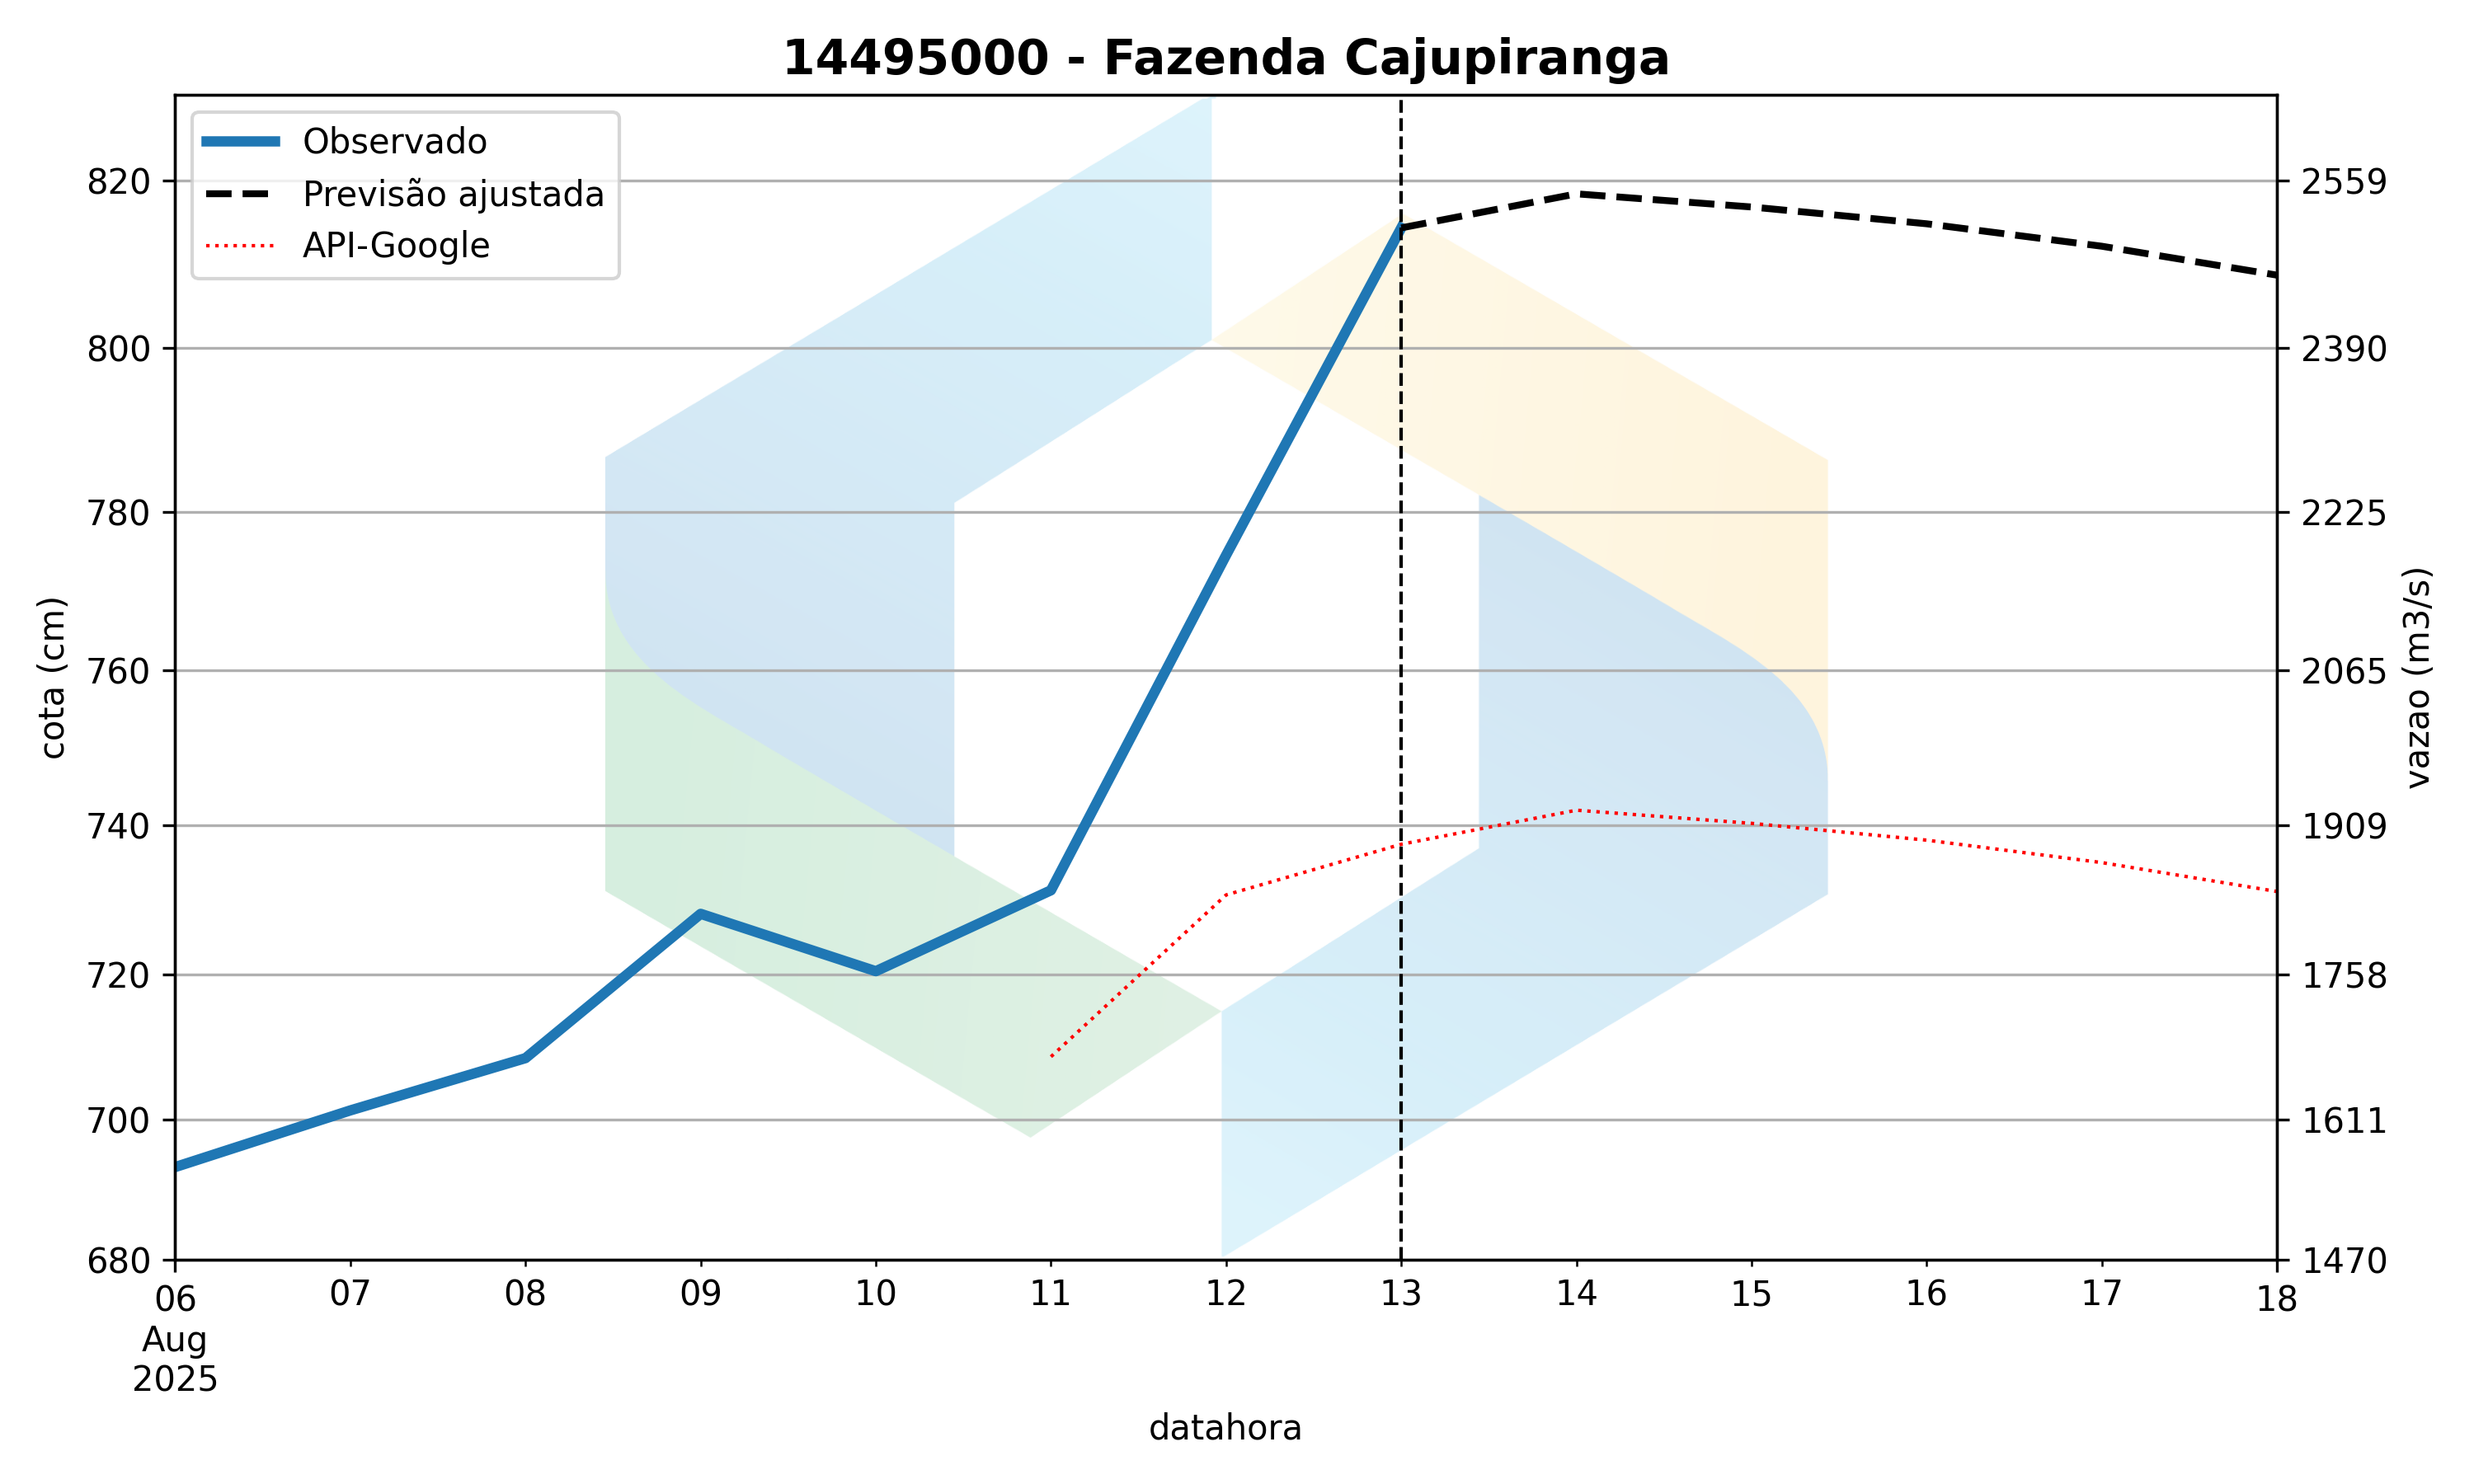 14495000 - Fazenda Cajupiranga
Observado
Previsão ajustada
API-Google
820
800
780
760
740
720
700
680
cota (cm)
2559
2390
2225
2065
1909
1758
1611
1470
vazao (m3/s)
06 07 08 09 10 11 12 13 14 15 16 17 18
Aug
2025
datahora